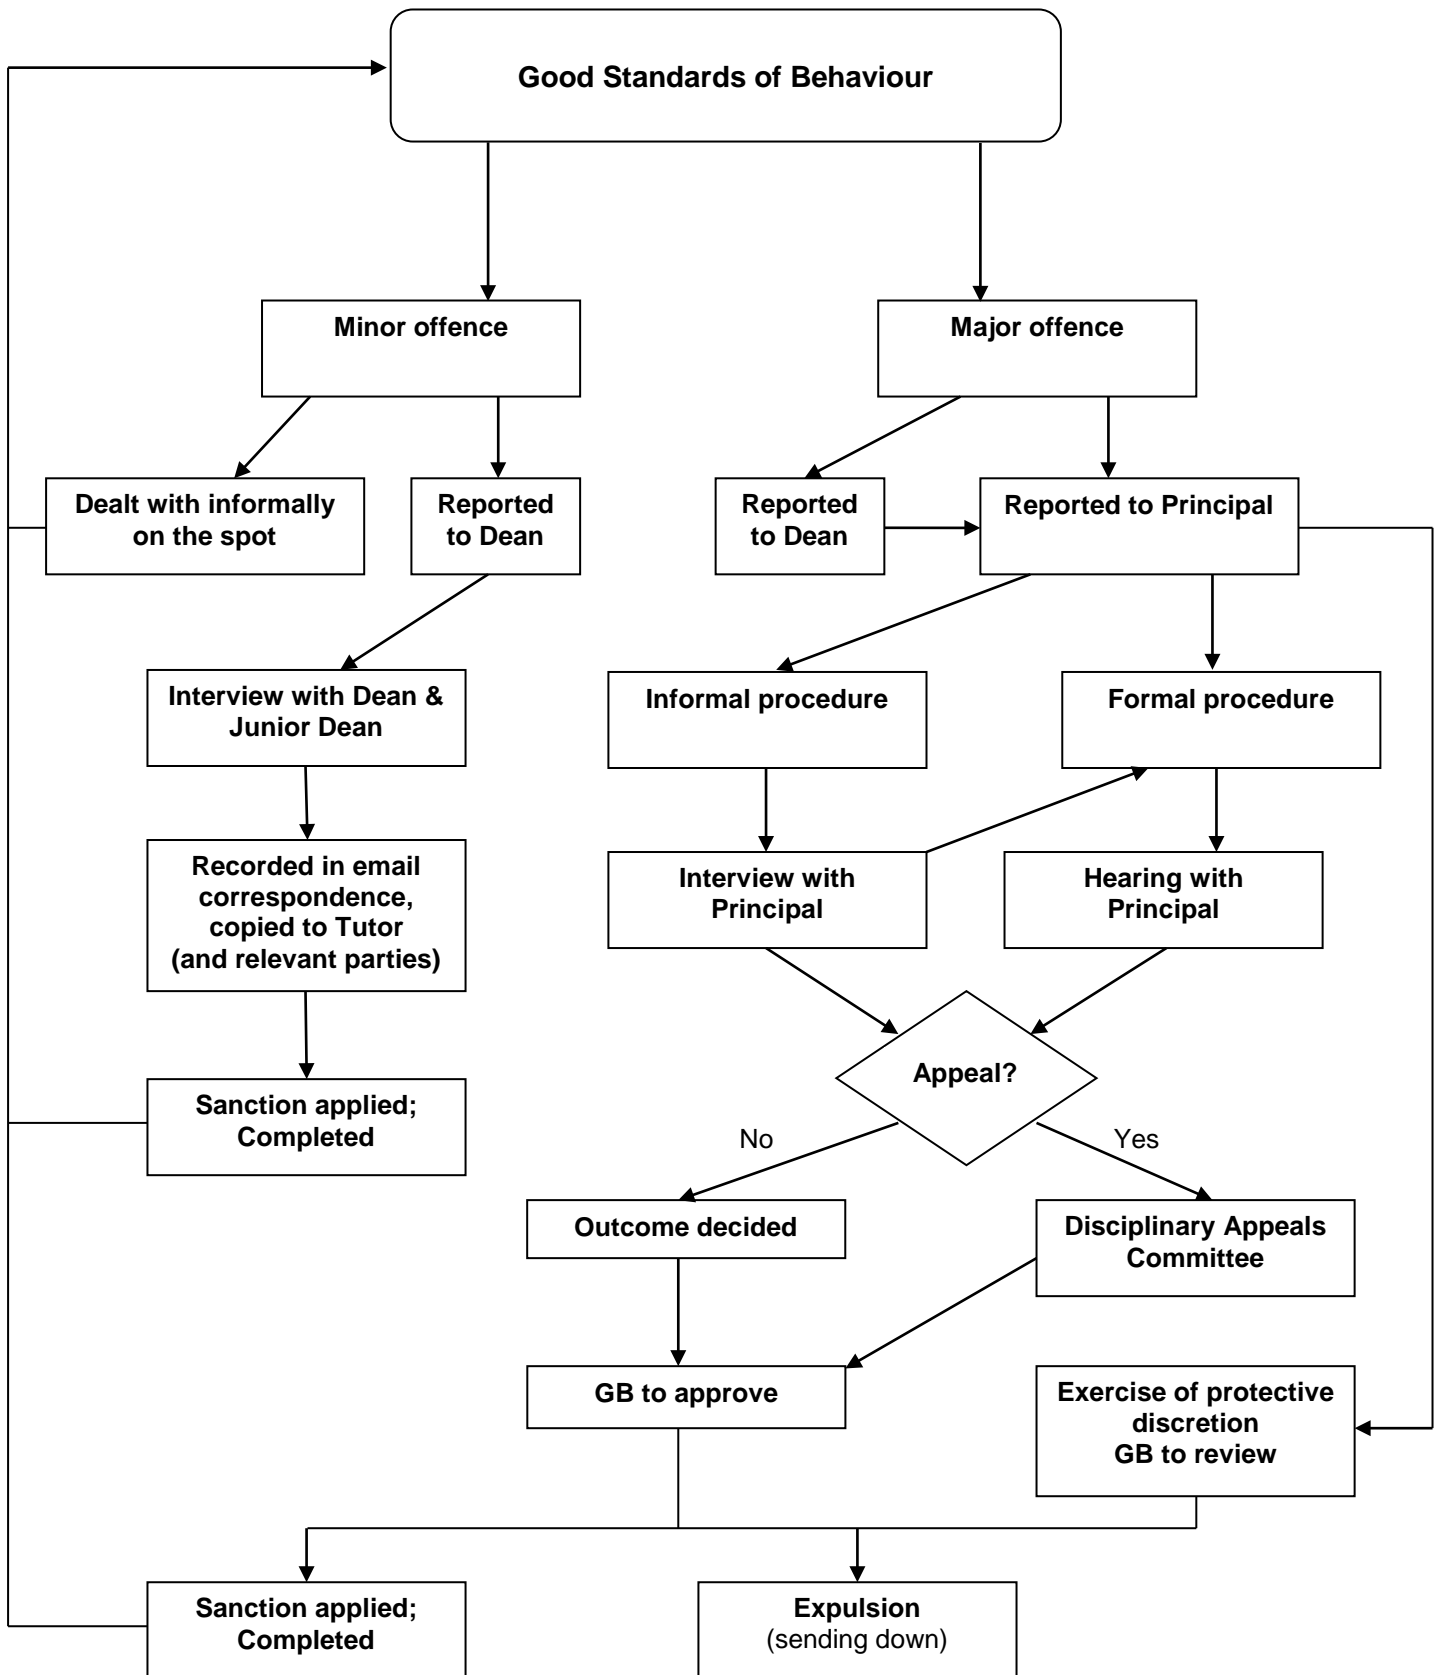 Good Standards of Behaviour
Minor offence
Major offence
Dealt with informally
on the spot
Reported
to Dean
Reported
to Dean
Reported to Principal
Interview with Dean &
Junior Dean
Informal procedure
Formal procedure
Recorded in email
correspondence,
copied to Tutor
(and relevant parties)
Interview with
Principal
Hearing with
Principal
Appeal?
Sanction applied;
Completed
No
Yes
Outcome decided
Disciplinary Appeals
Committee
GB to approve
Exercise of protective
discretion
GB to review
Sanction applied;
Completed
Expulsion
(sending down)